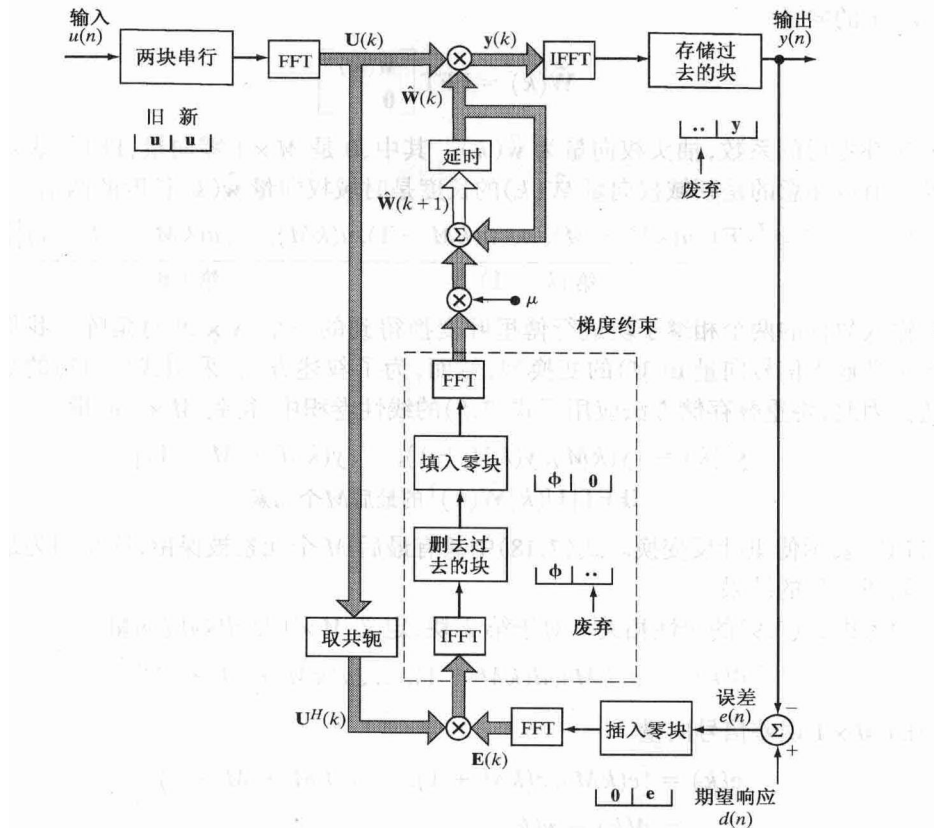 输入
u(n)
两块串行
FFT
U(k)
y(k)
IFFT
存储过
去的块
输出
y(n)
旧 新
u u
Ŵ(k)
延时
.. y
废弃
Ŵ(k+1)
Σ
μ
梯度约束
FFT
填入零块
ϕ 0
删去过
去的块
ϕ ..
废弃
取共轭
IFFT
U^H(k)
E(k)
FFT
插入零块
误差
e(n)
−
Σ
+
0 e
期望响应
d(n)